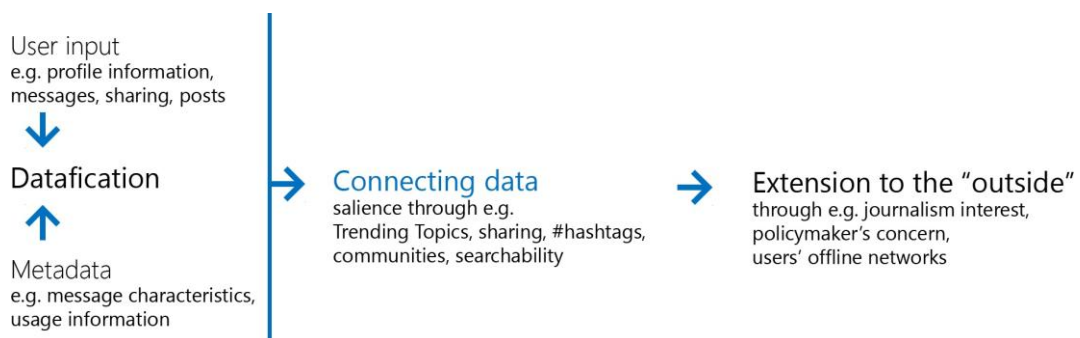 User input
e.g. profile information,
messages, sharing, posts
Datafication
Metadata
e.g. message characteristics,
usage information
Connecting data
salience through e.g.
Trending Topics, sharing, #hashtags,
communities, searchability
Extension to the “outside”
through e.g. journalism interest,
policymaker’s concern,
users’ offline networks